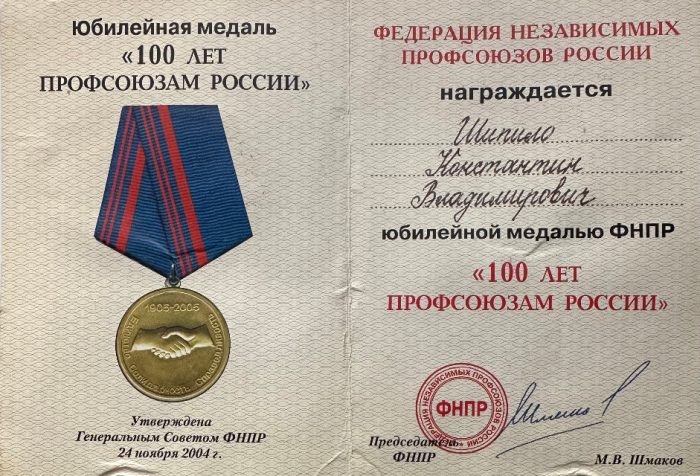 Юбилейная медаль
«100 ЛЕТ
ПРОФСОЮЗАМ РОССИИ»
1905-2005
Утверждена
Генеральным Советом ФНПР
24 ноября 2004 г.
ФЕДЕРАЦИЯ НЕЗАВИСИМЫХ
ПРОФСОЮЗОВ РОССИИ
награждается
Шипило
Константин
Владимирович
юбилейной медалью ФНПР
«100 ЛЕТ
ПРОФСОЮЗАМ РОССИИ»
ФЕДЕРАЦИЯ НЕЗАВИСИМЫХ ПРОФСОЮЗОВ РОССИИ
ФНПР
Председатель
ФНПР
М.В. Шмаков